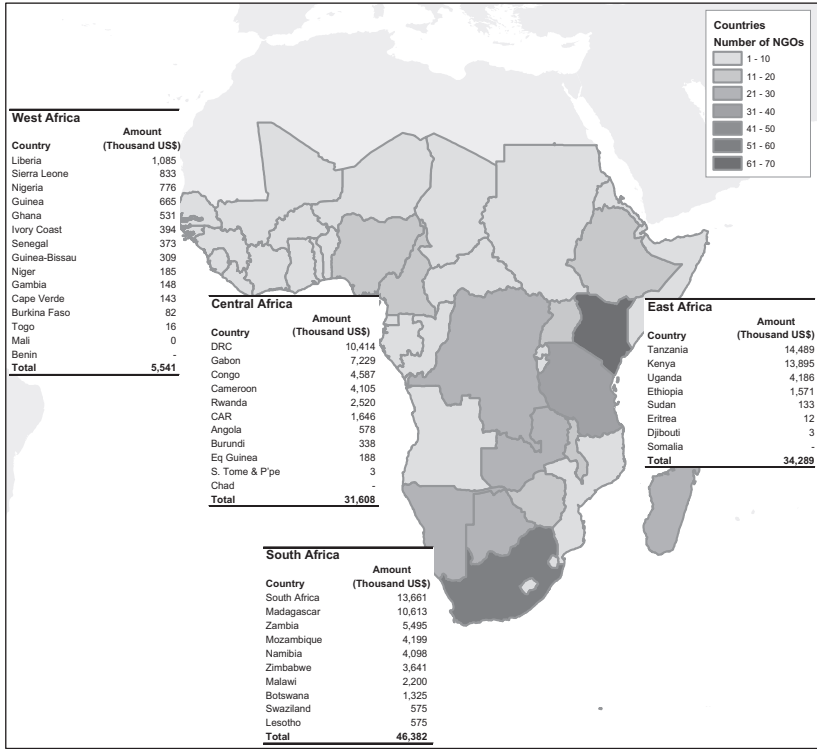 Countries
Number of NGOs
1 - 10
11 - 20
21 - 30
31 - 40
41 - 50
51 - 60
61 - 70
West Africa
Amount
Country (Thousand US$)
Liberia 1,085
Sierra Leone 833
Nigeria 776
Guinea 665
Ghana 531
Ivory Coast 394
Senegal 373
Guinea-Bissau 309
Niger 185
Gambia 148
Cape Verde 143
Burkina Faso 82
Togo 16
Mali 0
Benin -
Total 5,541
Central Africa
Amount
Country (Thousand US$)
DRC 10,414
Gabon 7,229
Congo 4,587
Cameroon 4,105
Rwanda 2,520
CAR 1,646
Angola 578
Burundi 338
Eq Guinea 188
S. Tome & P'pe 3
Chad -
Total 31,608
East Africa
Amount
Country (Thousand US$)
Tanzania 14,489
Kenya 13,895
Uganda 4,186
Ethiopia 1,571
Sudan 133
Eritrea 12
Djibouti 3
Somalia -
Total 34,289
South Africa
Amount
Country (Thousand US$)
South Africa 13,661
Madagascar 10,613
Zambia 5,495
Mozambique 4,199
Namibia 4,098
Zimbabwe 3,641
Malawi 2,200
Botswana 1,325
Swaziland 575
Lesotho 575
Total 46,382